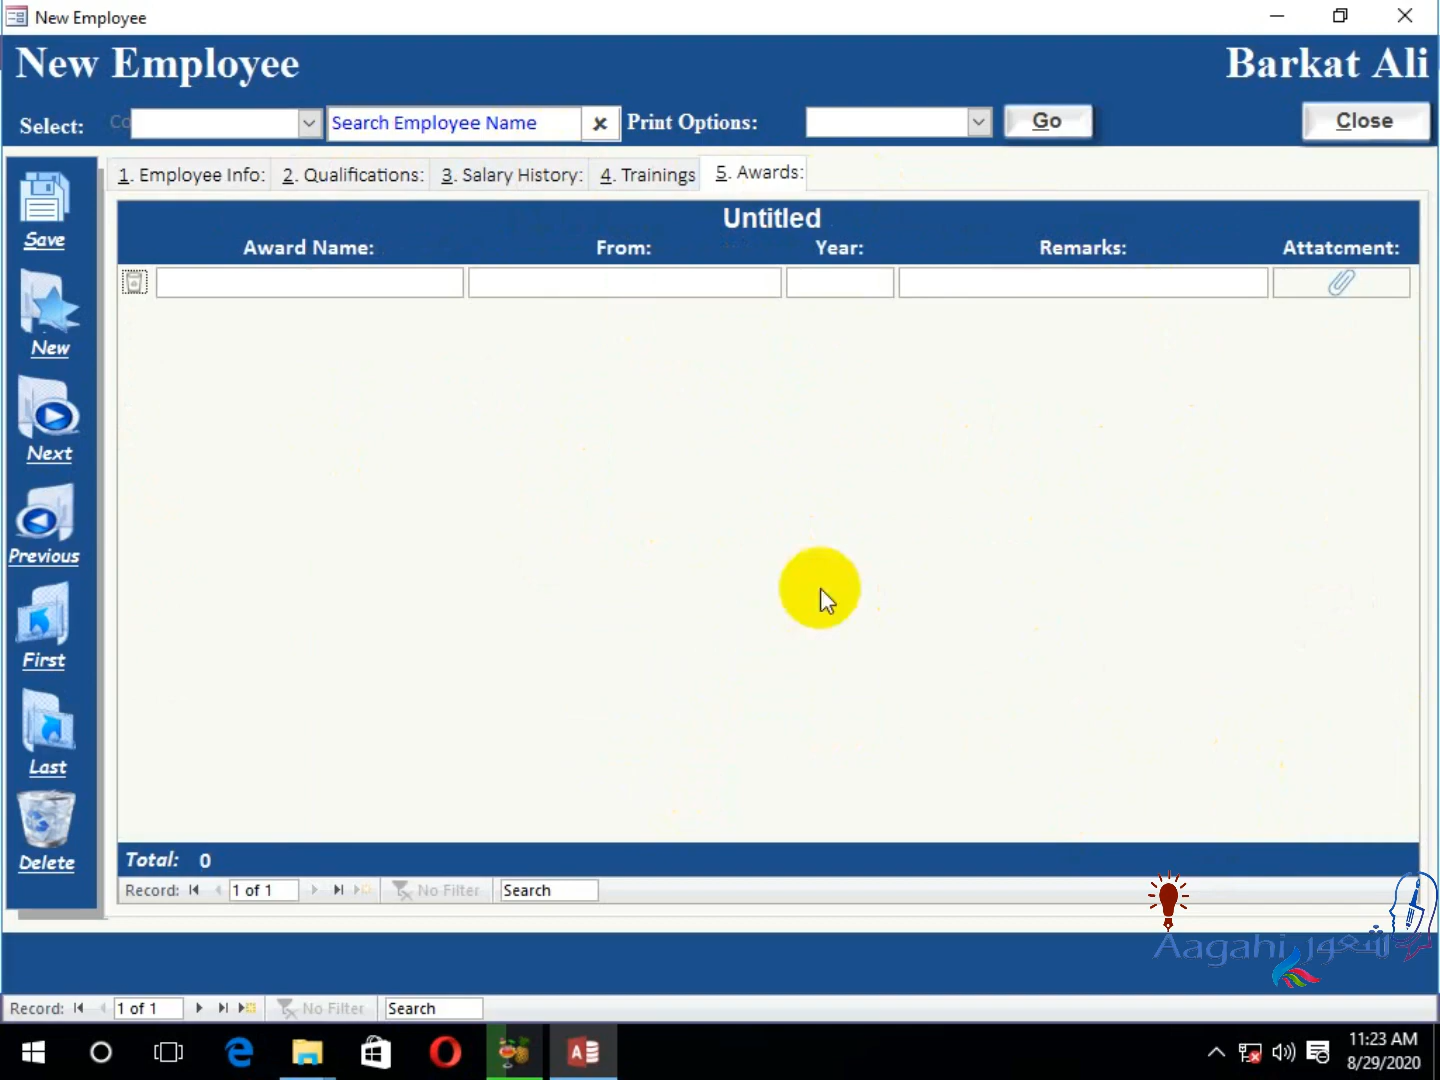 New Employee
New Employee
Barkat Ali
Select:
Co
Search Employee Name
Print Options:
Go
Close
1. Employee Info:
2. Qualifications:
3. Salary History:
4. Trainings
5. Awards:
Save
New
Next
Previous
First
Last
Delete
Untitled
Award Name:
From:
Year:
Remarks:
Attatcment:
Total: 0
Record:
1 of 1
No Filter
Search
Aagahi
Record:
1 of 1
No Filter
Search
11:23 AM
8/29/2020